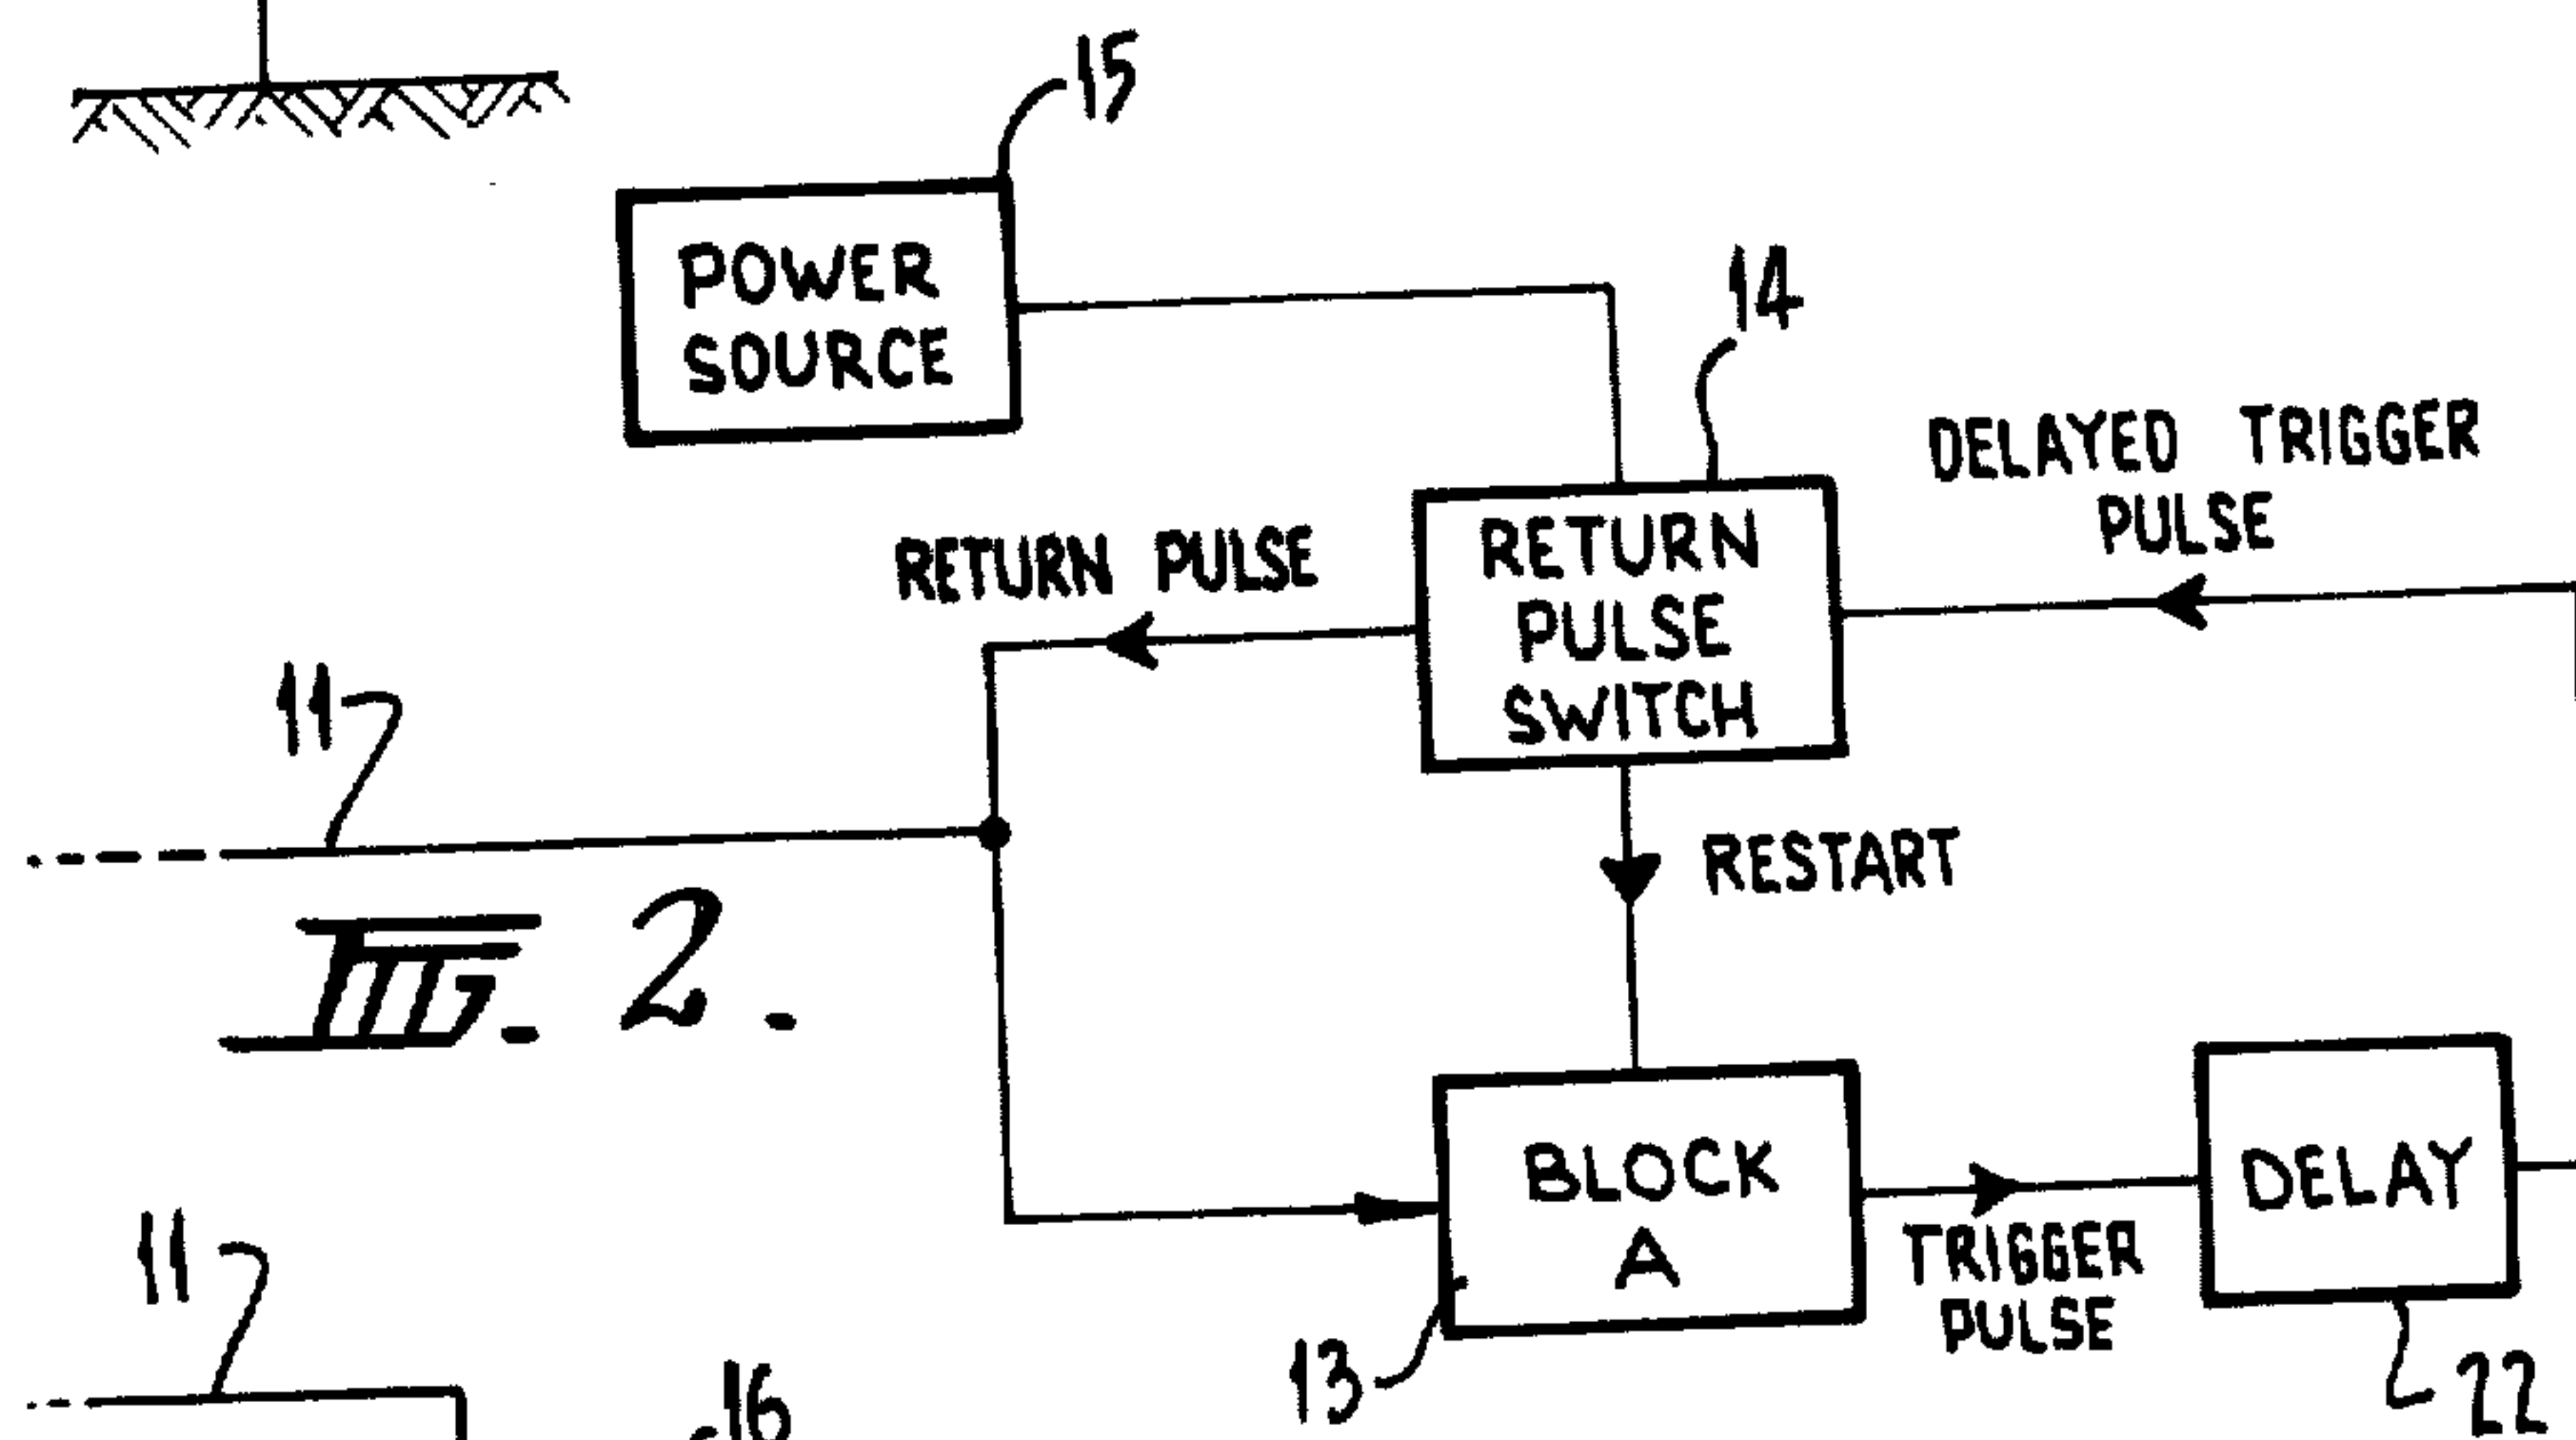 15
POWER
SOURCE
14
DELAYED TRIGGER
PULSE
RETURN PULSE
RETURN
PULSE
SWITCH
11
RESTART
FIG. 2.
BLOCK
A
DELAY
TRIGGER
PULSE
11
13
22
16